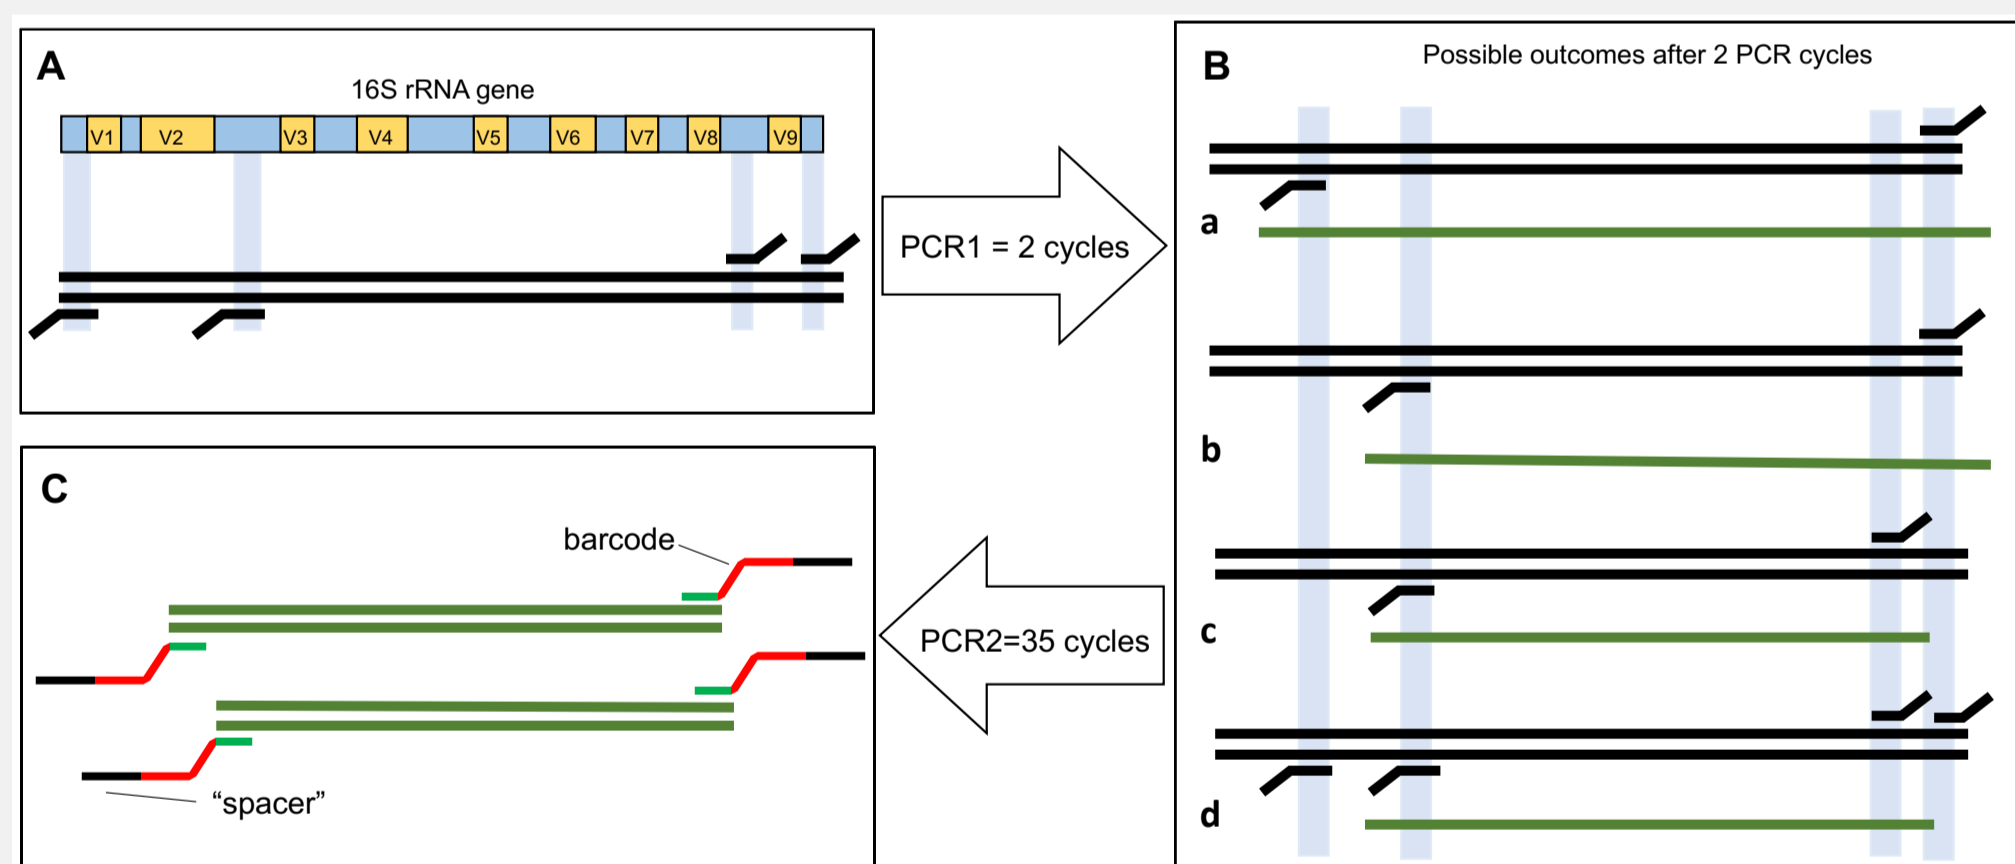 A
16S rRNA gene
V1 V2 V3 V4 V5 V6 V7 V8 V9
PCR1 = 2 cycles
B
Possible outcomes after 2 PCR cycles
a
b
c
d
PCR2=35 cycles
C
barcode
“spacer”